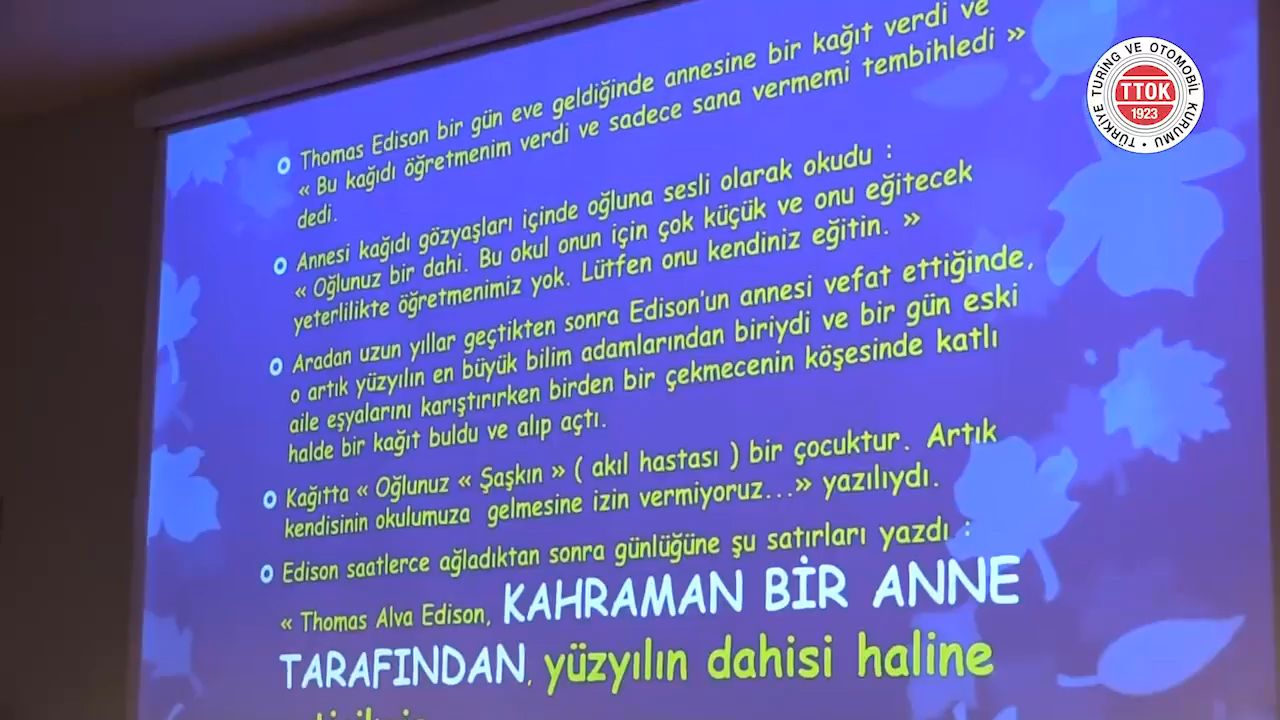 Thomas Edison bir gün eve geldiğinde annesine bir kağıt verdi ve
« Bu kağıdı öğretmenim verdi ve sadece sana vermemi tembihledi »
dedi.
Annesi kağıdı gözyaşları içinde oğluna sesli olarak okudu :
« Oğlunuz bir dahi. Bu okul onun için çok küçük ve onu eğitecek
yeterlilikte öğretmenimiz yok. Lütfen onu kendiniz eğitin. »
Aradan uzun yıllar geçtikten sonra Edison'un annesi vefat ettiğinde,
o artık yüzyılın en büyük bilim adamlarından biriydi ve bir gün eski
aile eşyalarını karıştırırken birden bir çekmecenin köşesinde katlı
halde bir kağıt buldu ve alıp açtı.
Kağıtta « Oğlunuz « Şaşkın » ( akıl hastası ) bir çocuktur. Artık
kendisinin okulumuza gelmesine izin vermiyoruz...» yazılıydı.
Edison saatlerce ağladıktan sonra günlüğüne şu satırları yazdı :
« Thomas Alva Edison, KAHRAMAN BİR ANNE
TARAFINDAN, yüzyılın dahisi haline
TÜRKİYE TURİNG VE OTOMOBİL KURUMU
TTOK
1923